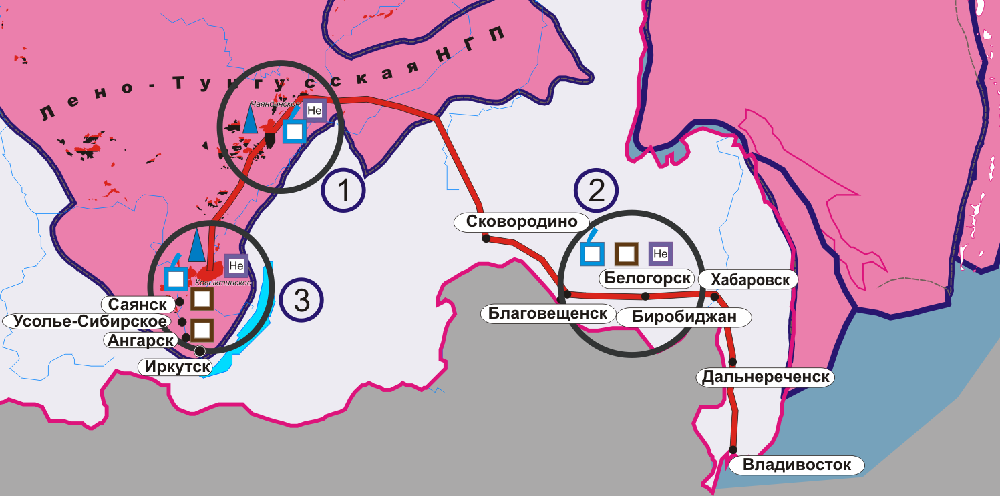 Лено-Тунгусская НГП
Чаяндинское
Не
1
2
Сковородино
Не
Белогорск
Хабаровск
Благовещенск
Биробиджан
Не
Ковыктинское
3
Саянск
Усолье-Сибирское
Ангарск
Иркутск
Дальнереченск
Владивосток